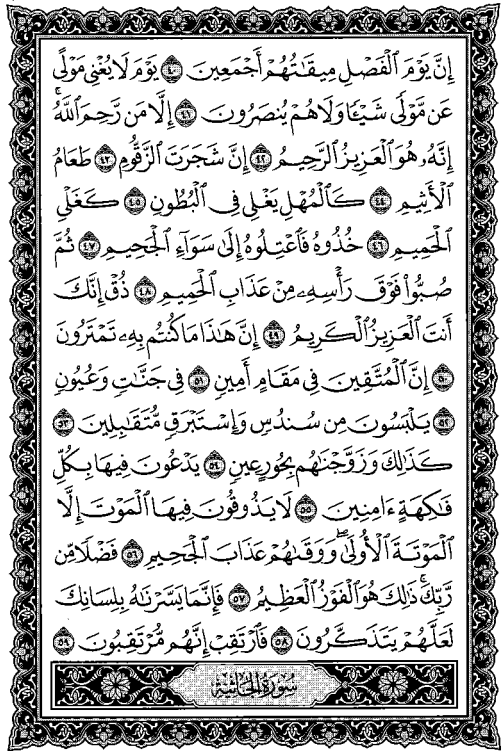 إِنَّ يَوْمَ ٱلْفَصْلِ مِيقَٰتُهُمْ أَجْمَعِينَ ٤٠ يَوْمَ لَا يُغْنِى مَوْلًى
عَن مَّوْلًى شَيْـًٔا وَلَا هُمْ يُنصَرُونَ ٤١ إِلَّا مَن رَّحِمَ ٱللَّهُ ۚ
إِنَّهُۥ هُوَ ٱلْعَزِيزُ ٱلرَّحِيمُ ٤٢ إِنَّ شَجَرَتَ ٱلزَّقُّومِ ٤٣ طَعَامُ
ٱلْأَثِيمِ ٤٤ كَٱلْمُهْلِ يَغْلِى فِى ٱلْبُطُونِ ٤٥ كَغَلْىِ
ٱلْحَمِيمِ ٤٦ خُذُوهُ فَٱعْتِلُوهُ إِلَىٰ سَوَآءِ ٱلْجَحِيمِ ٤٧ ثُمَّ
صُبُّوا۟ فَوْقَ رَأْسِهِۦ مِنْ عَذَابِ ٱلْحَمِيمِ ٤٨ ذُقْ إِنَّكَ
أَنتَ ٱلْعَزِيزُ ٱلْكَرِيمُ ٤٩ إِنَّ هَٰذَا مَا كُنتُم بِهِۦ تَمْتَرُونَ
٥٠ إِنَّ ٱلْمُتَّقِينَ فِى مَقَامٍ أَمِينٍ ٥١ فِى جَنَّٰتٍ وَعُيُونٍ
٥٢ يَلْبَسُونَ مِن سُندُسٍ وَإِسْتَبْرَقٍ مُّتَقَٰبِلِينَ ٥٣
كَذَٰلِكَ وَزَوَّجْنَٰهُم بِحُورٍ عِينٍ ٥٤ يَدْعُونَ فِيهَا بِكُلِّ
فَٰكِهَةٍ ءَامِنِينَ ٥٥ لَا يَذُوقُونَ فِيهَا ٱلْمَوْتَ إِلَّا
ٱلْمَوْتَةَ ٱلْأُولَىٰ ۖ وَوَقَىٰهُمْ عَذَابَ ٱلْجَحِيمِ ٥٦ فَضْلًا مِّن
رَّبِّكَ ۚ ذَٰلِكَ هُوَ ٱلْفَوْزُ ٱلْعَظِيمُ ٥٧ فَإِنَّمَا يَسَّرْنَٰهُ بِلِسَانِكَ
لَعَلَّهُمْ يَتَذَكَّرُونَ ٥٨ فَٱرْتَقِبْ إِنَّهُم مُّرْتَقِبُونَ ٥٩
سُورَةُ الجَاثِيَةِ